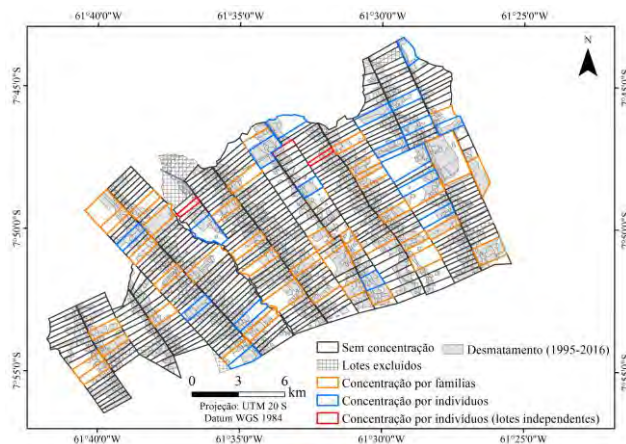 61°40'0"O 61°35'0"O 61°30'0"O 61°25'0"O
N
7°45'0"S 7°45'0"S
7°50'0"S 7°50'0"S
7°55'0"S 7°55'0"S
Sem concentração Desmatamento (1995-2016)
Lotes excluídos
Concentração por famílias
Concentração por indivíduos
Concentração por indivíduos (lotes independentes)
0 3 6
km
Projeção: UTM 20 S
Datum WGS 1984
61°40'0"O 61°35'0"O 61°30'0"O 61°25'0"O